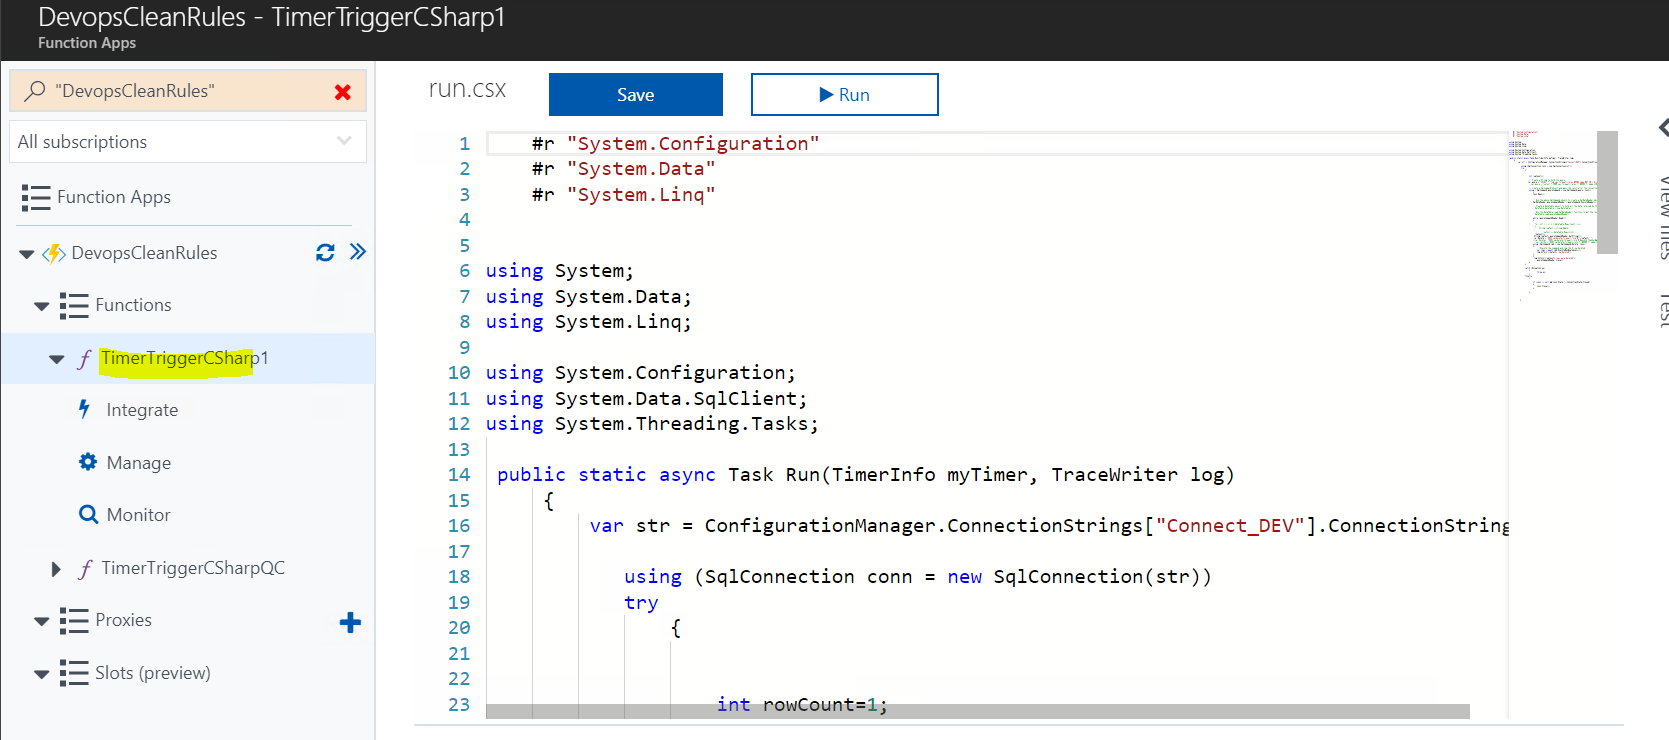 DevopsCleanRules - TimerTriggerCSharp1
Function Apps
"DevopsCleanRules"
All subscriptions
Function Apps
DevopsCleanRules
Functions
TimerTriggerCSharp1
Integrate
Manage
Monitor
TimerTriggerCSharpQC
Proxies
Slots (preview)
run.csx
Save
Run
1 #r "System.Configuration"
2 #r "System.Data"
3 #r "System.Linq"
4
5
6 using System;
7 using System.Data;
8 using System.Linq;
9
10 using System.Configuration;
11 using System.Data.SqlClient;
12 using System.Threading.Tasks;
13
14 public static async Task Run(TimerInfo myTimer, TraceWriter log)
15 {
16 var str = ConfigurationManager.ConnectionStrings["Connect_DEV"].ConnectionString
17
18 using (SqlConnection conn = new SqlConnection(str))
19 try
20 {
21
22
23 int rowCount=1;
View files
Test